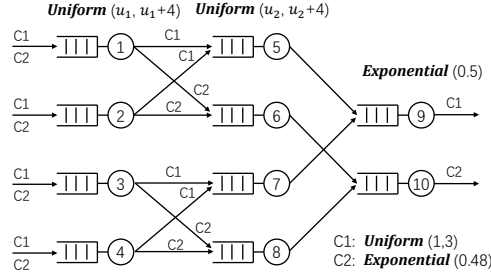 Uniform (u₁, u₁+4) Uniform (u₂, u₂+4)
C1 1 C1 5
C2 C1
Exponential (0.5)
C2
C1 2 C2 6 9 C1
C2
C1 3 C1 7 10 C2
C2 C1
C2
C1 4 C2 8
C2
C1: Uniform (1,3)
C2: Exponential (0.48)